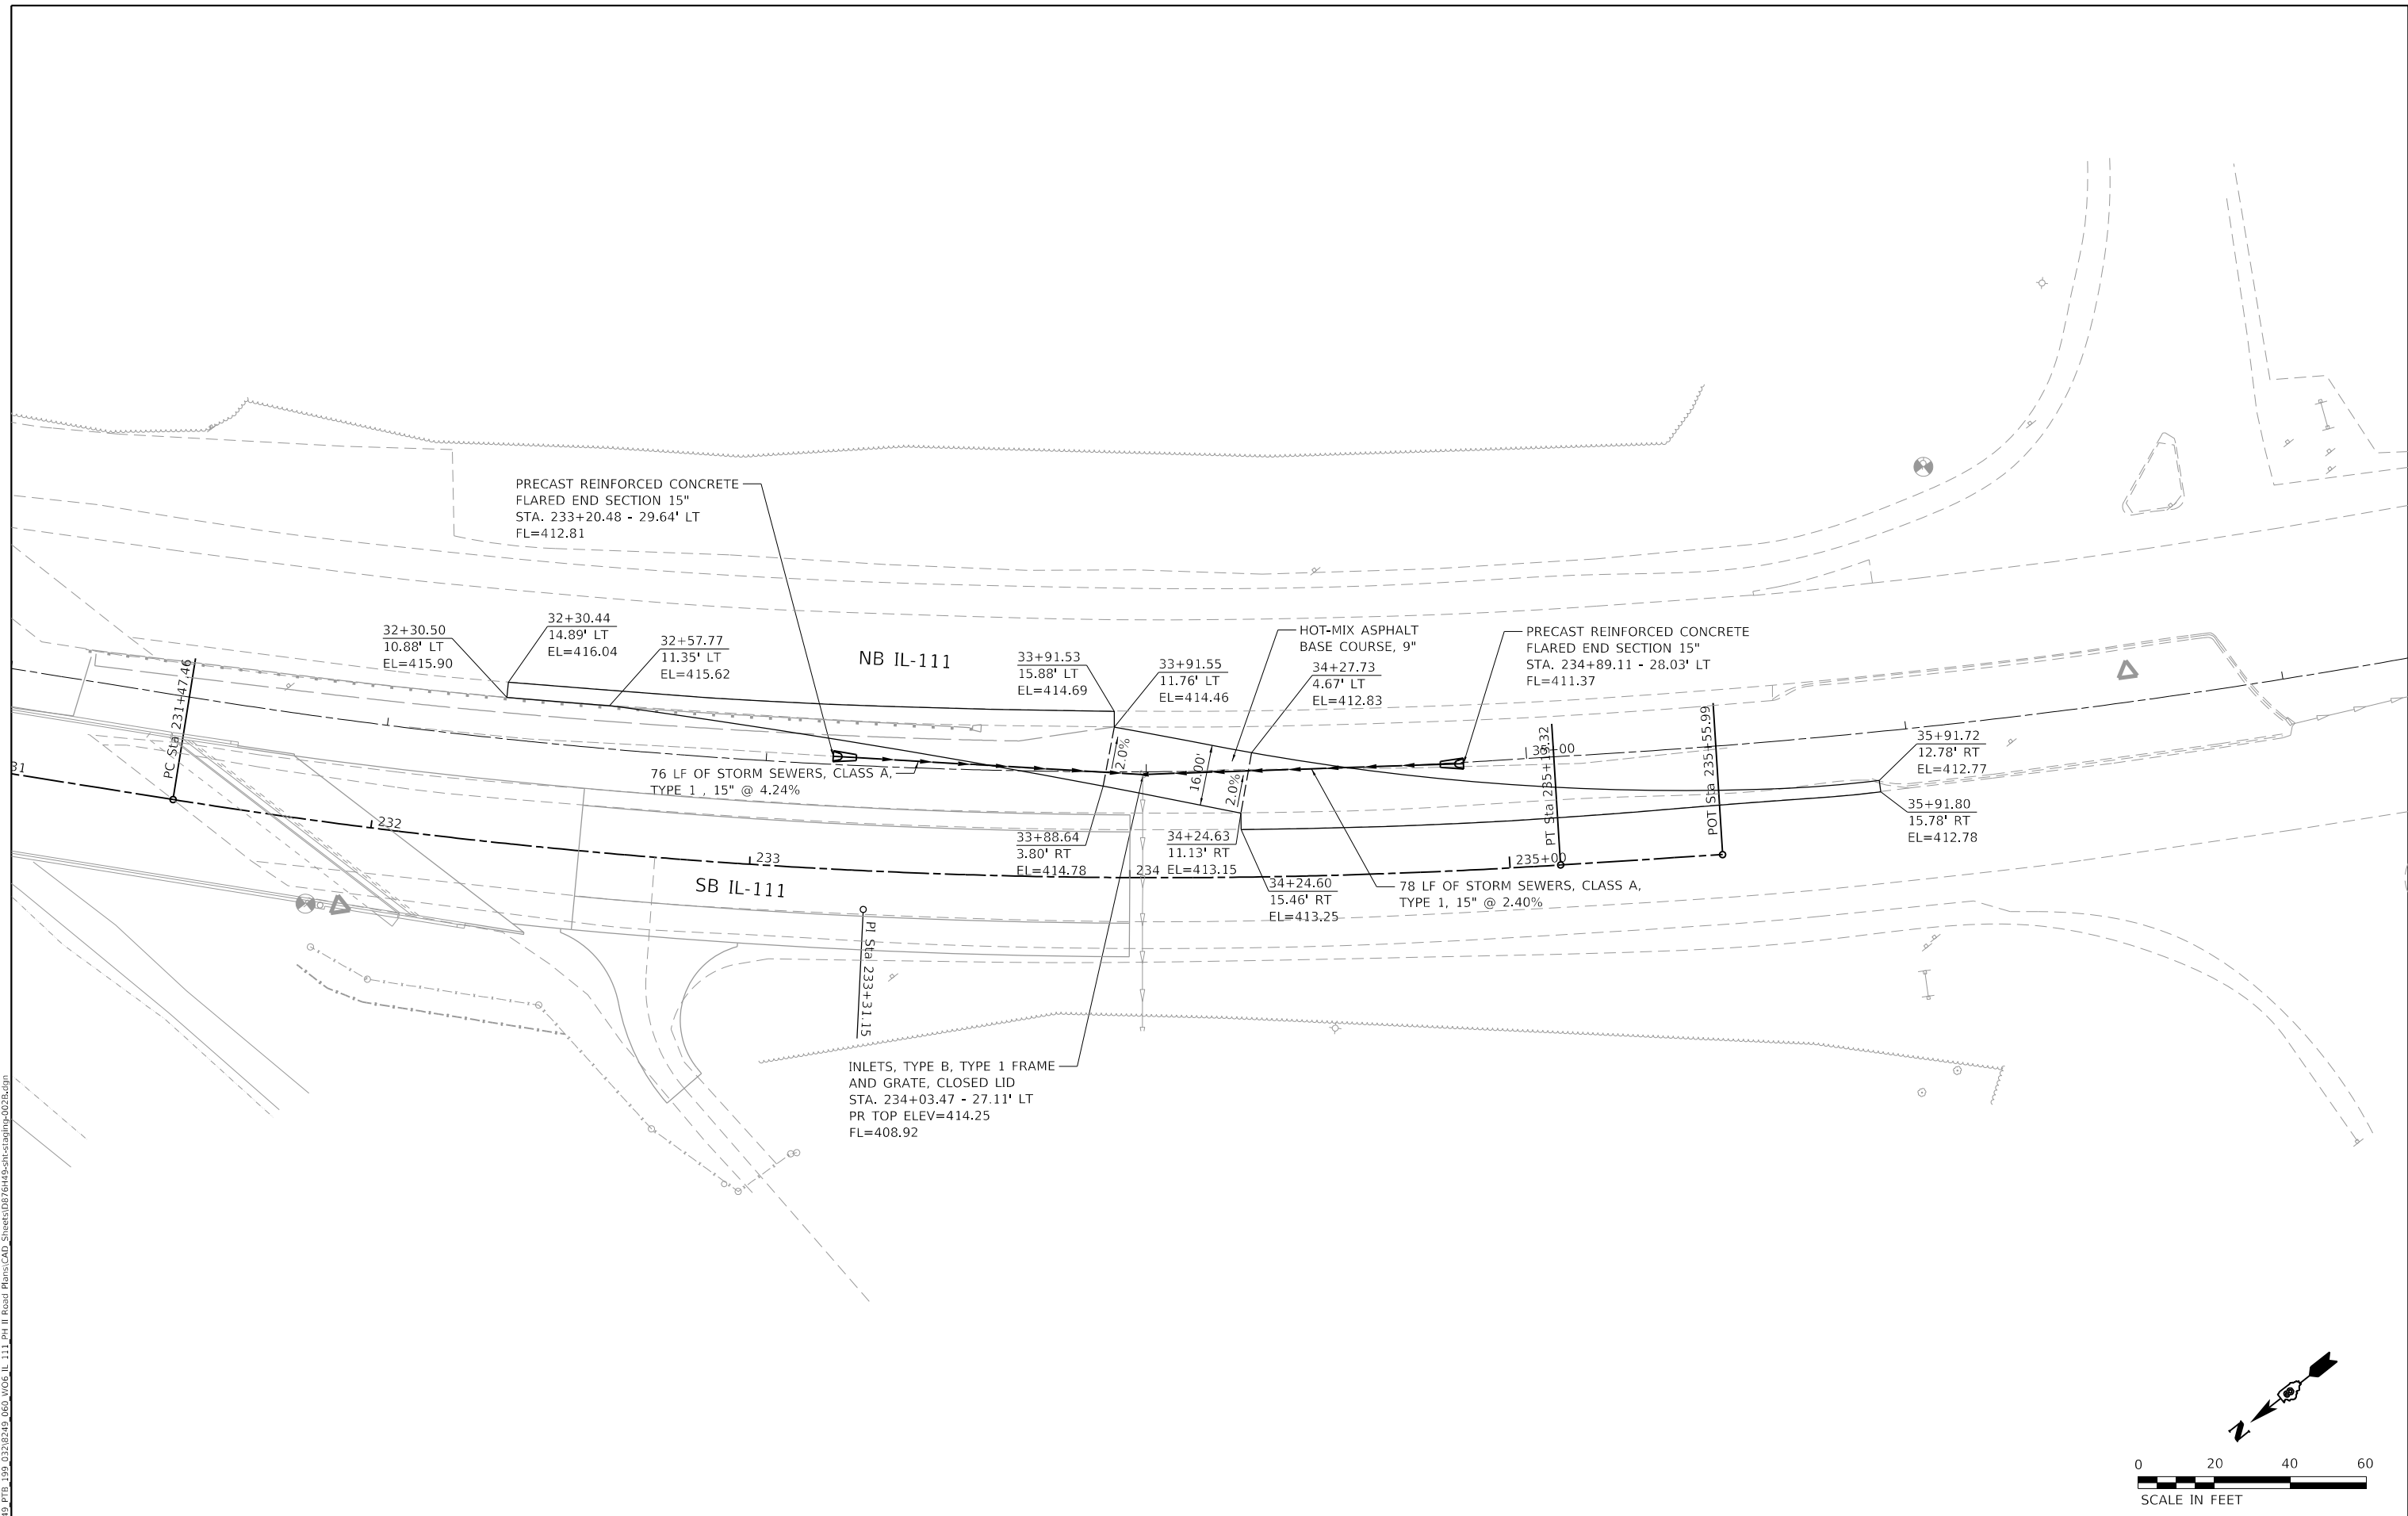 PRECAST REINFORCED CONCRETE
FLARED END SECTION 15"
STA. 233+20.48 - 29.64' LT
FL=412.81
32+30.50
10.88' LT
EL=415.90
32+30.44
14.89' LT
EL=416.04
32+57.77
11.35' LT
EL=415.62
NB IL-111
33+91.53
15.88' LT
EL=414.69
33+91.55
11.76' LT
EL=414.46
HOT-MIX ASPHALT
BASE COURSE, 9"
34+27.73
4.67' LT
EL=412.83
PRECAST REINFORCED CONCRETE
FLARED END SECTION 15"
STA. 234+89.11 - 28.03' LT
FL=411.37
PC Sta 231+47.46
31
232
233
234
235+00
35+00
76 LF OF STORM SEWERS, CLASS A,
TYPE 1 , 15" @ 4.24%
2.0%
16.00'
2.0%
PT Sta 235+13.32
POT Sta 235+55.99
35+91.72
12.78' RT
EL=412.77
35+91.80
15.78' RT
EL=412.78
33+88.64
3.80' RT
EL=414.78
34+24.63
11.13' RT
EL=413.15
34+24.60
15.46' RT
EL=413.25
78 LF OF STORM SEWERS, CLASS A,
TYPE 1, 15" @ 2.40%
SB IL-111
PI Sta 233+31.15
INLETS, TYPE B, TYPE 1 FRAME
AND GRATE, CLOSED LID
STA. 234+03.47 - 27.11' LT
PR TOP ELEV=414.25
FL=408.92
N
0 20 40 60
SCALE IN FEET